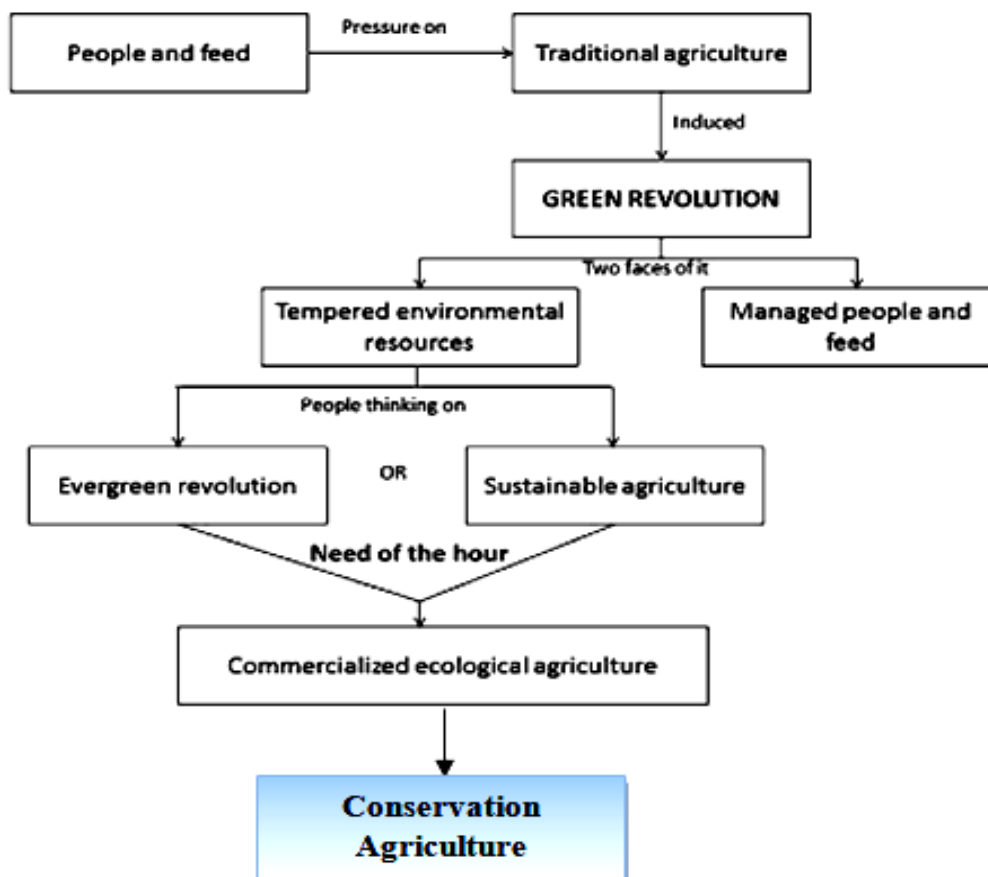 People and feed
Pressure on
Traditional agriculture
Induced
GREEN REVOLUTION
Two faces of it
Tempered environmental
resources
Managed people and
feed
People thinking on
Evergreen revolution
OR
Sustainable agriculture
Need of the hour
Commercialized ecological agriculture
Conservation
Agriculture